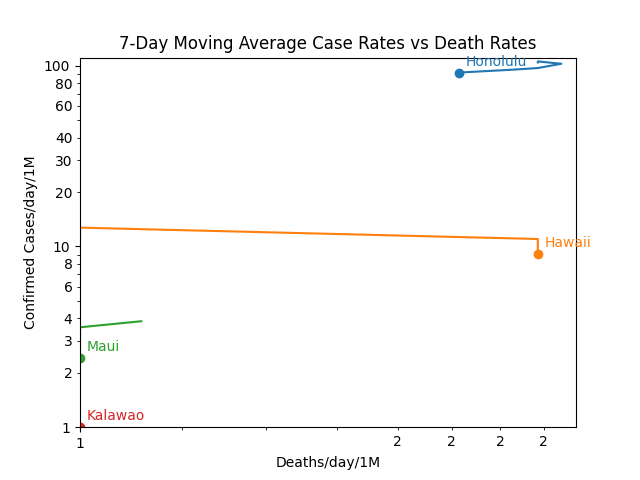 7-Day Moving Average Case Rates vs Death Rates
100
80
60
40
30
20
10
8
6
4
3
2
1
Confirmed Cases/day/1M
Honolulu
Hawaii
Maui
Kalawao
1
2
2
2
2
Deaths/day/1M